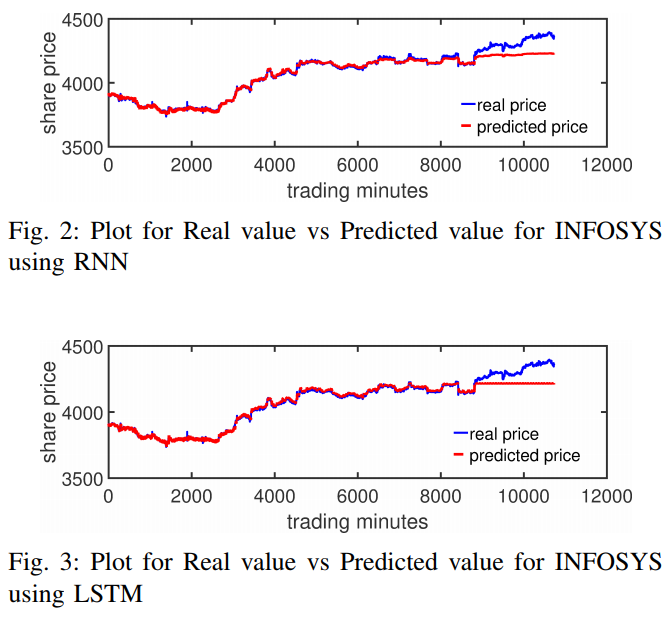 4500
4000
3500
share price
real price
predicted price
0 2000 4000 6000 8000 10000 12000
trading minutes
Fig. 2: Plot for Real value vs Predicted value for INFOSYS
using RNN
4500
4000
3500
share price
real price
predicted price
0 2000 4000 6000 8000 10000 12000
trading minutes
Fig. 3: Plot for Real value vs Predicted value for INFOSYS
using LSTM